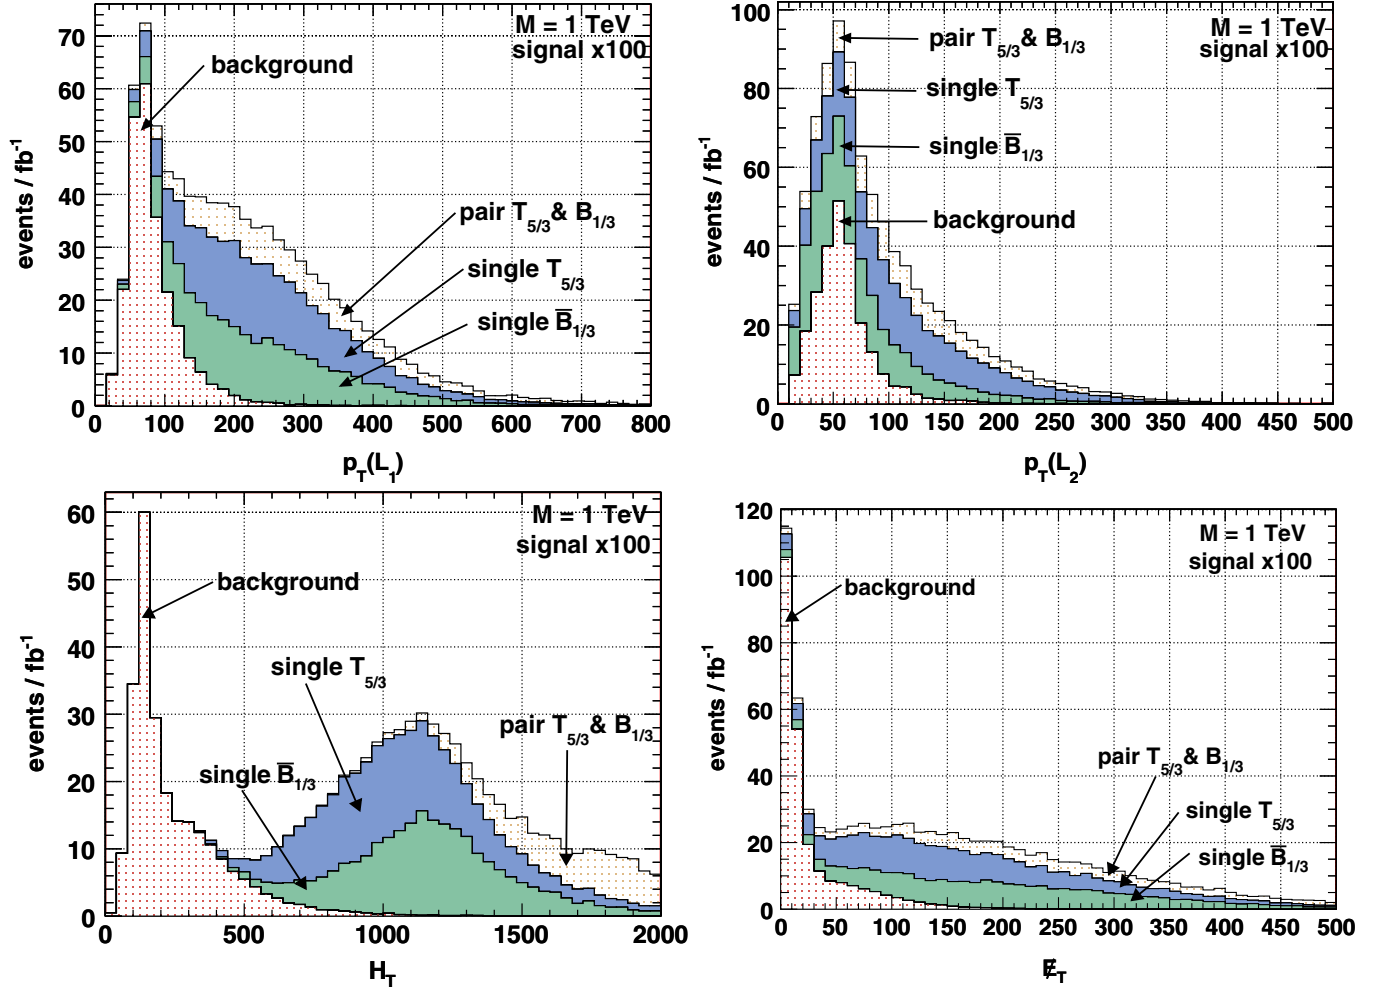 M = 1 TeV
signal x100
background
pair T5/3 & B1/3
single T5/3
single B̅1/3
events / fb-1
70
60
50
40
30
20
10
0
0 100 200 300 400 500 600 700 800
pT(L1)
M = 1 TeV
signal x100
pair T5/3 & B1/3
single T5/3
single B̅1/3
background
events / fb-1
100
80
60
40
20
0
0 50 100 150 200 250 300 350 400 450 500
pT(L2)
M = 1 TeV
signal x100
background
single T5/3
pair T5/3 & B1/3
single B̅1/3
events / fb-1
60
50
40
30
20
10
0
0 500 1000 1500 2000
HT
M = 1 TeV
signal x100
background
pair T5/3 & B1/3
single T5/3
single B̅1/3
events / fb-1
120
100
80
60
40
20
0
0 50 100 150 200 250 300 350 400 450 500
E̸T